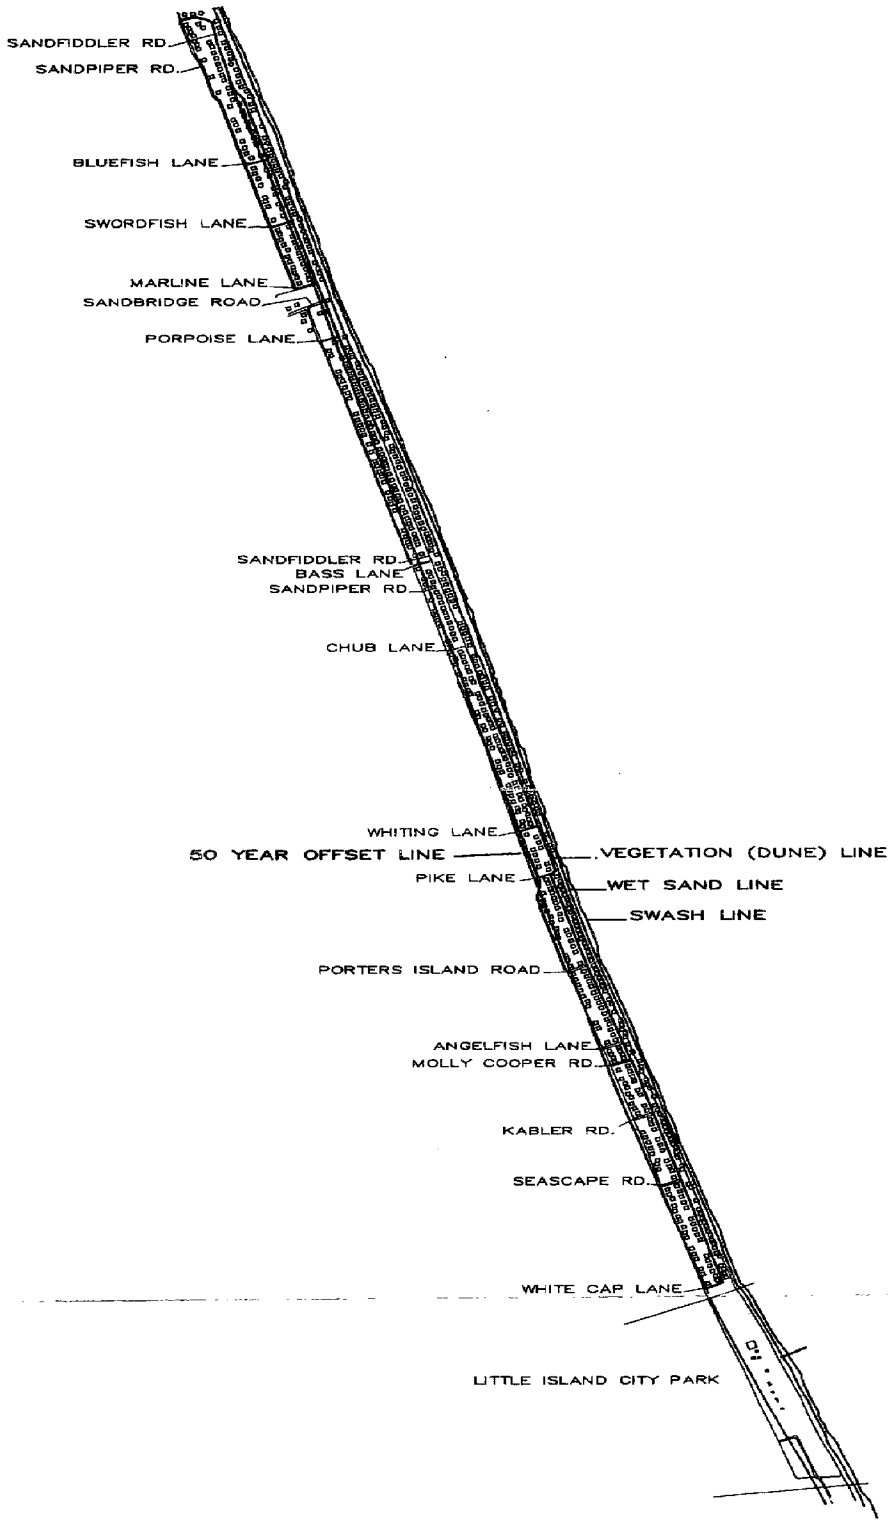 SANDFIDDLER RD.
SANDPIPER RD.
BLUEFISH LANE
SWORDFISH LANE
MARLINE LANE
SANDBRIDGE ROAD
PORPOISE LANE
SANDFIDDLER RD.
BASS LANE
SANDPIPER RD
CHUB LANE
WHITING LANE
50 YEAR OFFSET LINE
VEGETATION (DUNE) LINE
PIKE LANE
WET SAND LINE
SWASH LINE
PORTERS ISLAND ROAD
ANGELFISH LANE
MOLLY COOPER RD.
KABLER RD.
SEASCAPE RD.
WHITE CAP LANE
LITTLE ISLAND CITY PARK